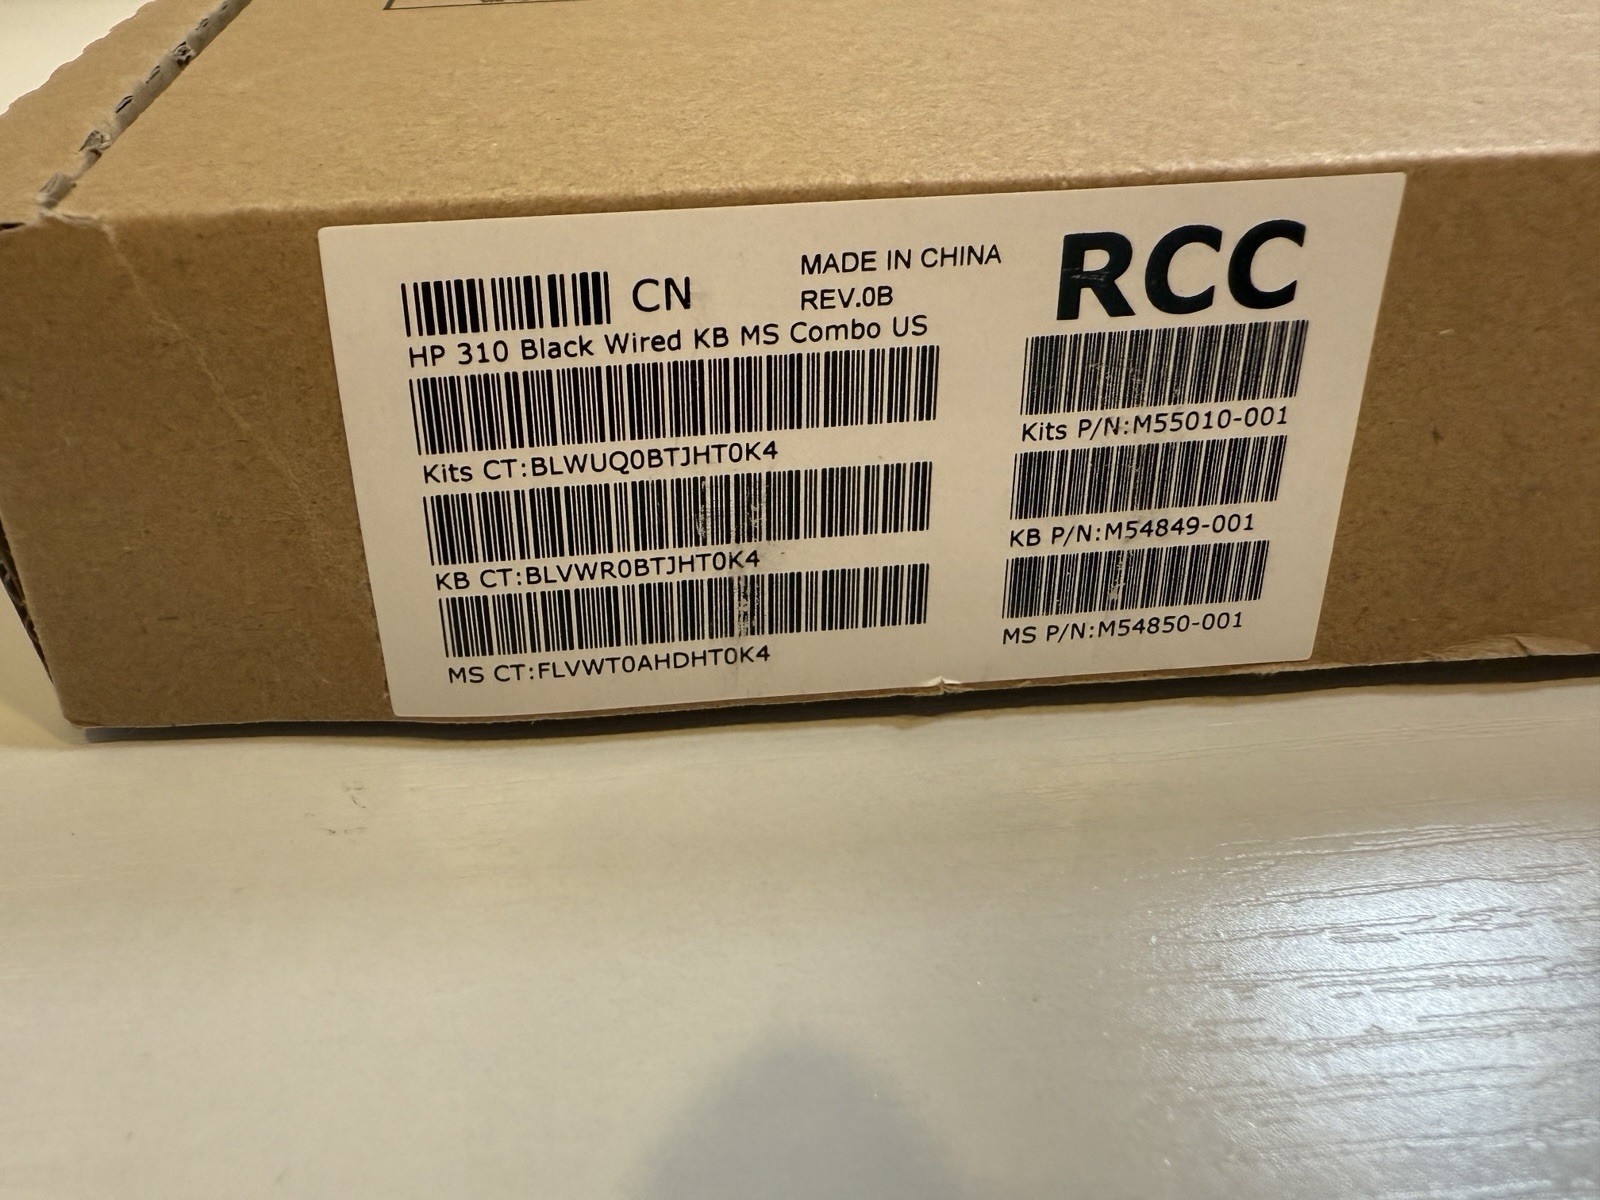 CN
MADE IN CHINA
REV.0B
RCC
HP 310 Black Wired KB MS Combo US
Kits CT:BLWUQ0BTJHT0K4
Kits P/N:M55010-001
KB CT:BLVWR0BTJHT0K4
KB P/N:M54849-001
MS CT:FLVWT0AHDHT0K4
MS P/N:M54850-001